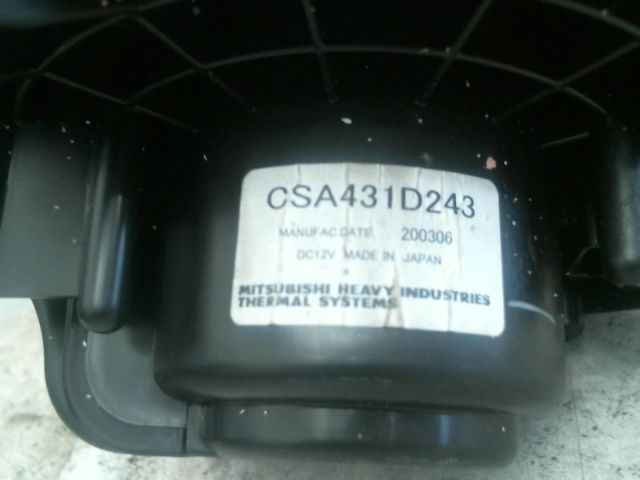 CSA431D243
MANUFAC.DATE 200306
DC12V MADE IN JAPAN
MITSUBISHI HEAVY INDUSTRIES
THERMAL SYSTEMS